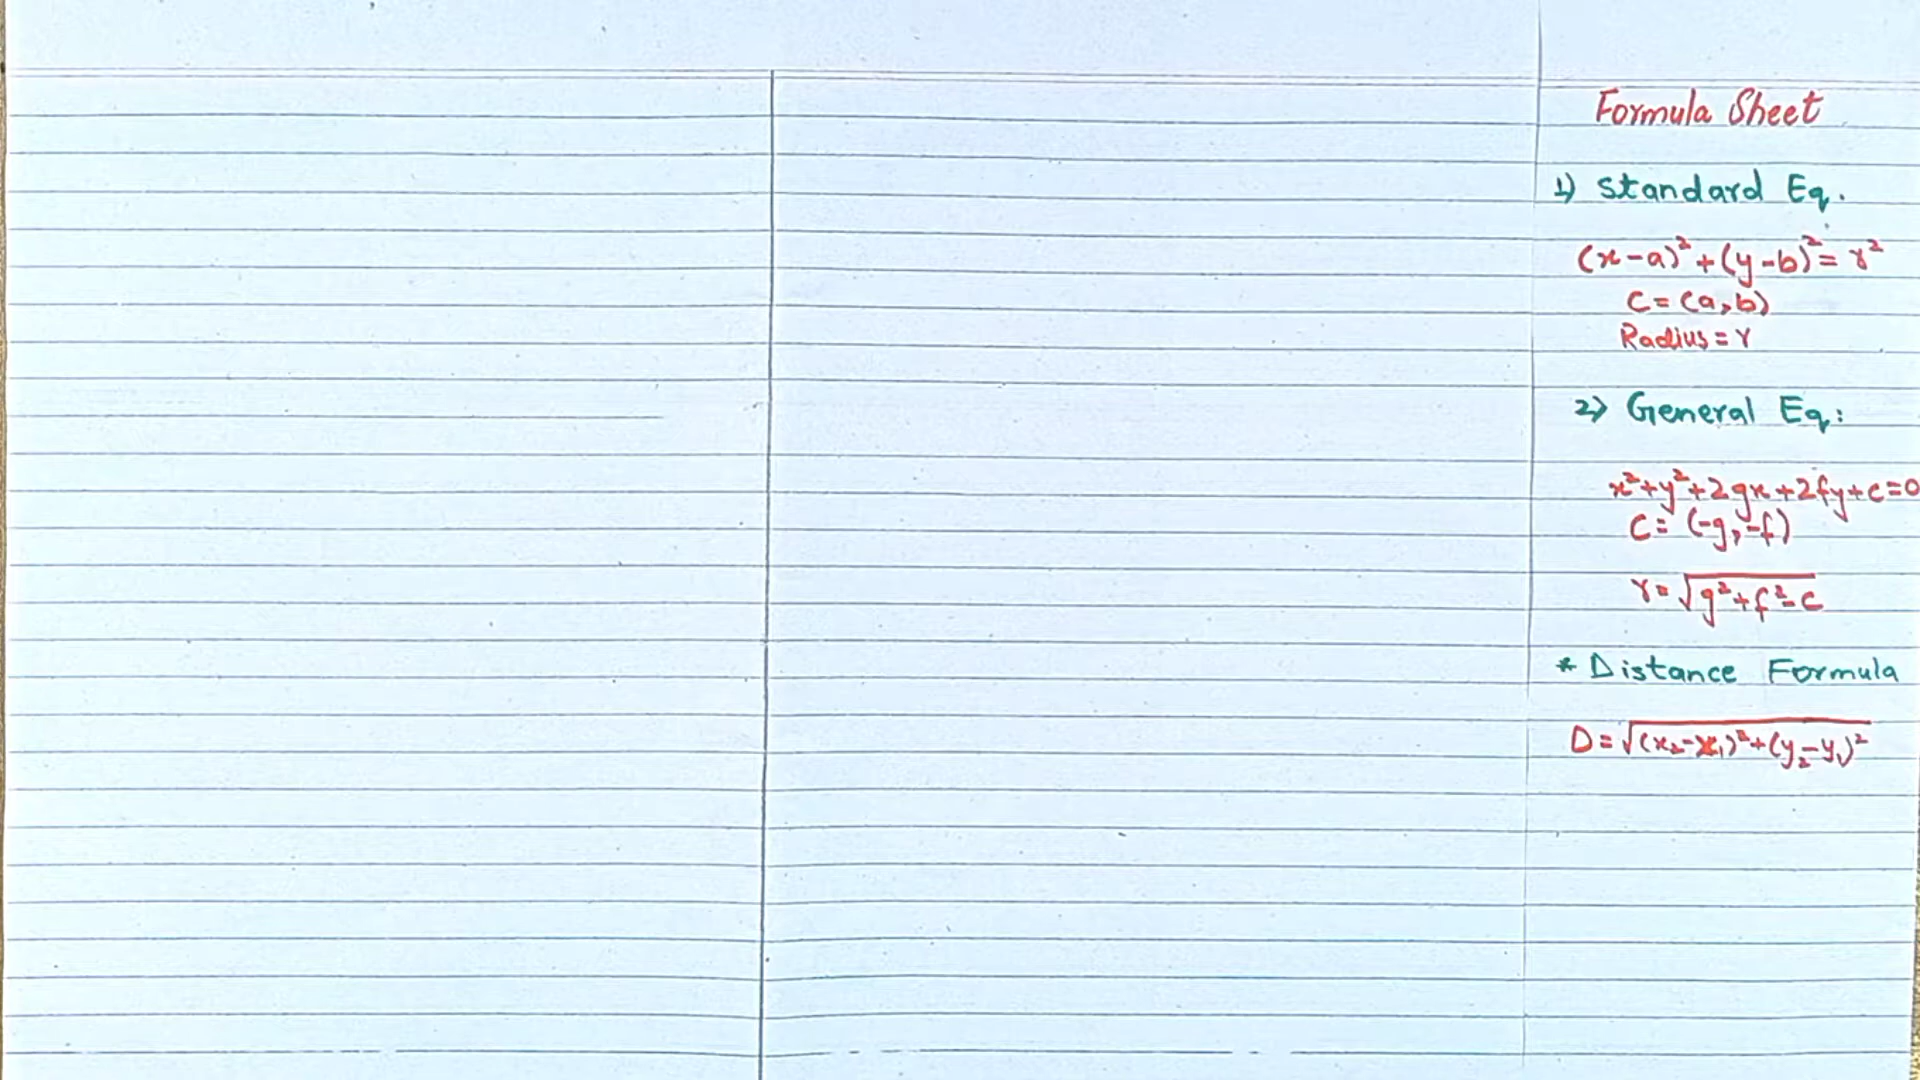 Formula Sheet
1) Standard Eq.
(x-a)²+(y-b)²= r²
C= (a,b)
Radius = r
2) General Eq:
x²+y²+2gx+2fy+c=0
C= (-g,-f)
r= √g²+f²-c
* Distance Formula
D=√(x₂-x₁)²+(y₂-y₁)²